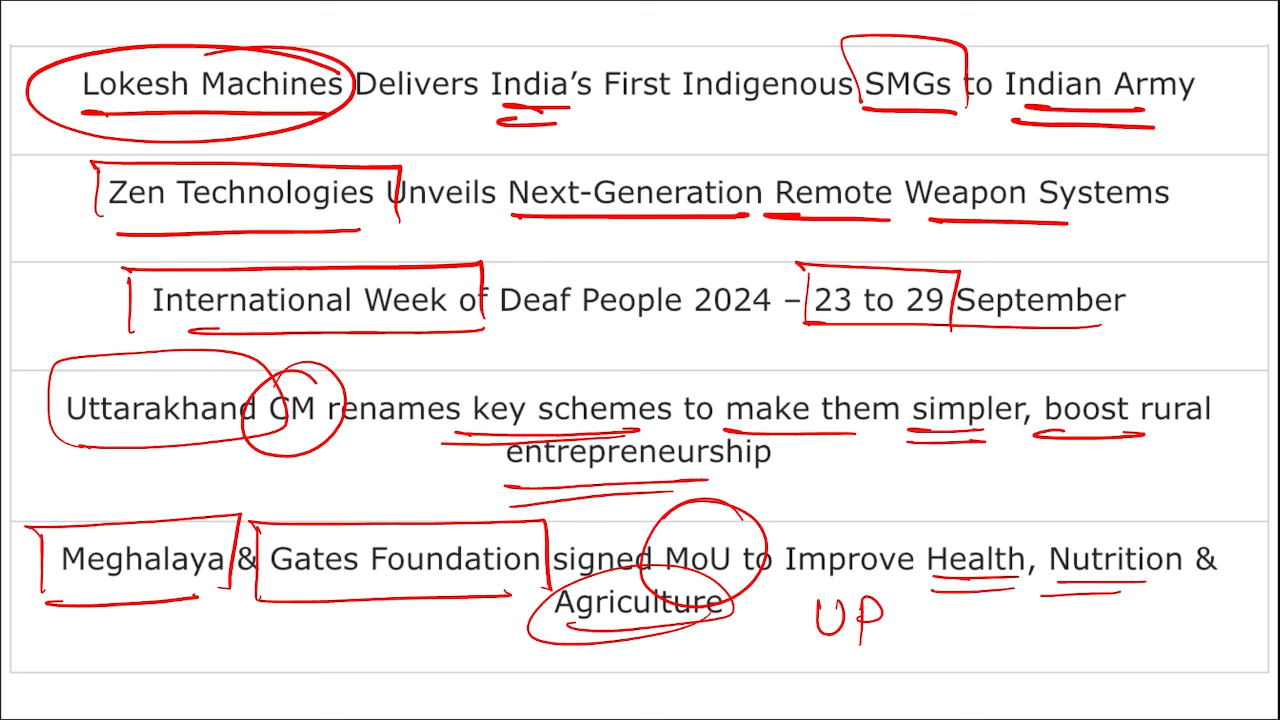 Lokesh Machines Delivers India’s First Indigenous SMGs to Indian Army
Zen Technologies Unveils Next-Generation Remote Weapon Systems
International Week of Deaf People 2024 – 23 to 29 September
Uttarakhand CM renames key schemes to make them simpler, boost rural
entrepreneurship
Meghalaya & Gates Foundation signed MoU to Improve Health, Nutrition &
Agriculture
UP